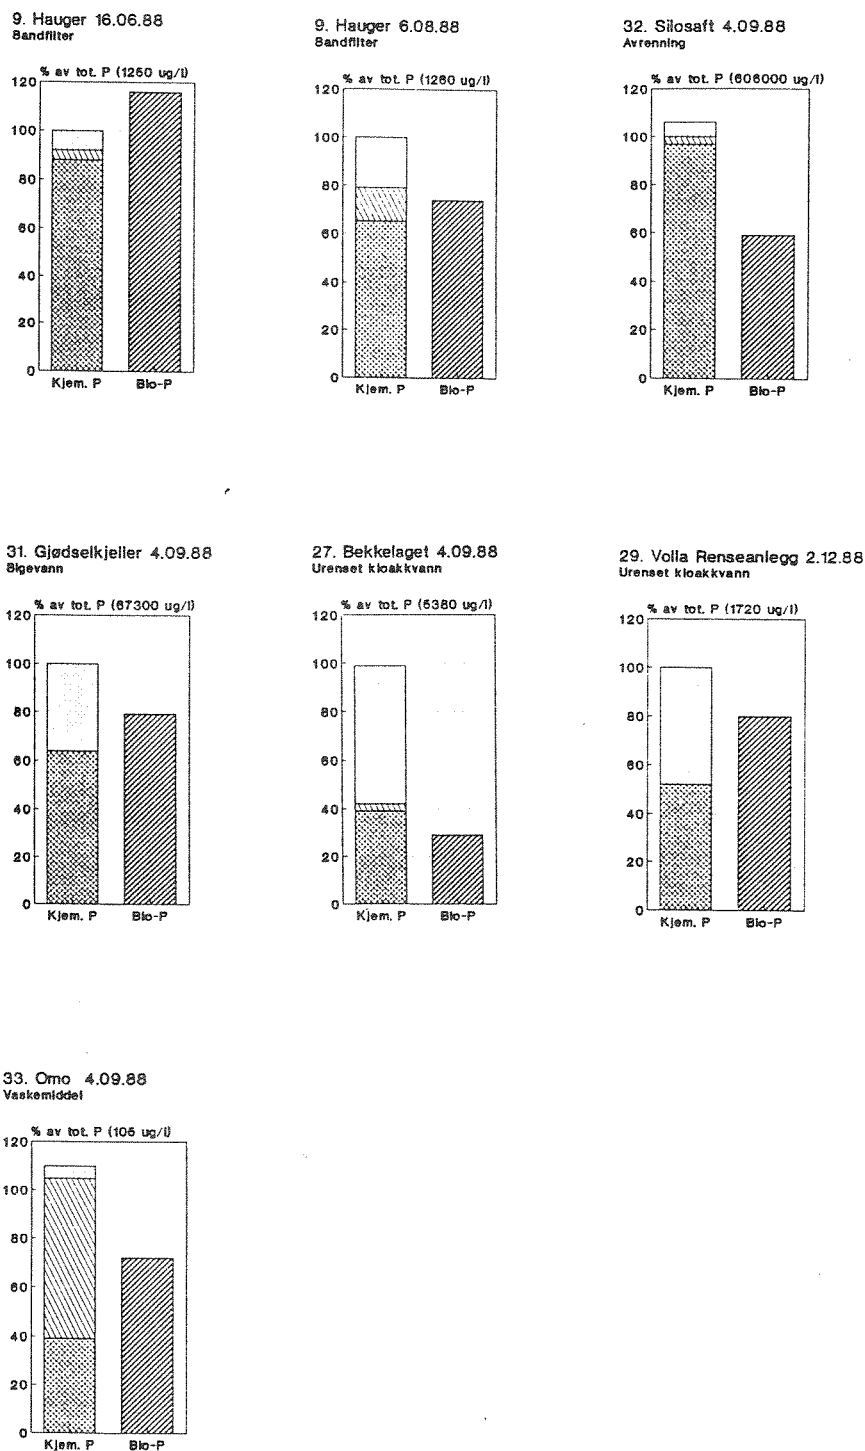 9. Hauger 16.06.88
Sandfilter
% av tot. P (1250 ug/l)
120
100
80
60
40
20
0
Kjem. P Bio-P
9. Hauger 6.08.88
Sandfilter
% av tot. P (1260 ug/l)
120
100
80
60
40
20
0
Kjem. P Bio-P
32. Silosaft 4.09.88
Avrenning
% av tot. P (606000 ug/l)
120
100
80
60
40
20
0
Kjem. P Bio-P
31. Gjødselkjeller 4.09.88
Sigevann
% av tot. P (67300 ug/l)
120
100
80
60
40
20
0
Kjem. P Bio-P
27. Bekkelaget 4.09.88
Urenset kloakkvann
% av tot. P (5380 ug/l)
120
100
80
60
40
20
0
Kjem. P Bio-P
29. Volla Renseanlegg 2.12.88
Urenset kloakkvann
% av tot. P (1720 ug/l)
120
100
80
60
40
20
0
Kjem. P Bio-P
33. Omo 4.09.88
Vaskemiddel
% av tot. P (105 ug/l)
120
100
80
60
40
20
0
Kjem. P Bio-P